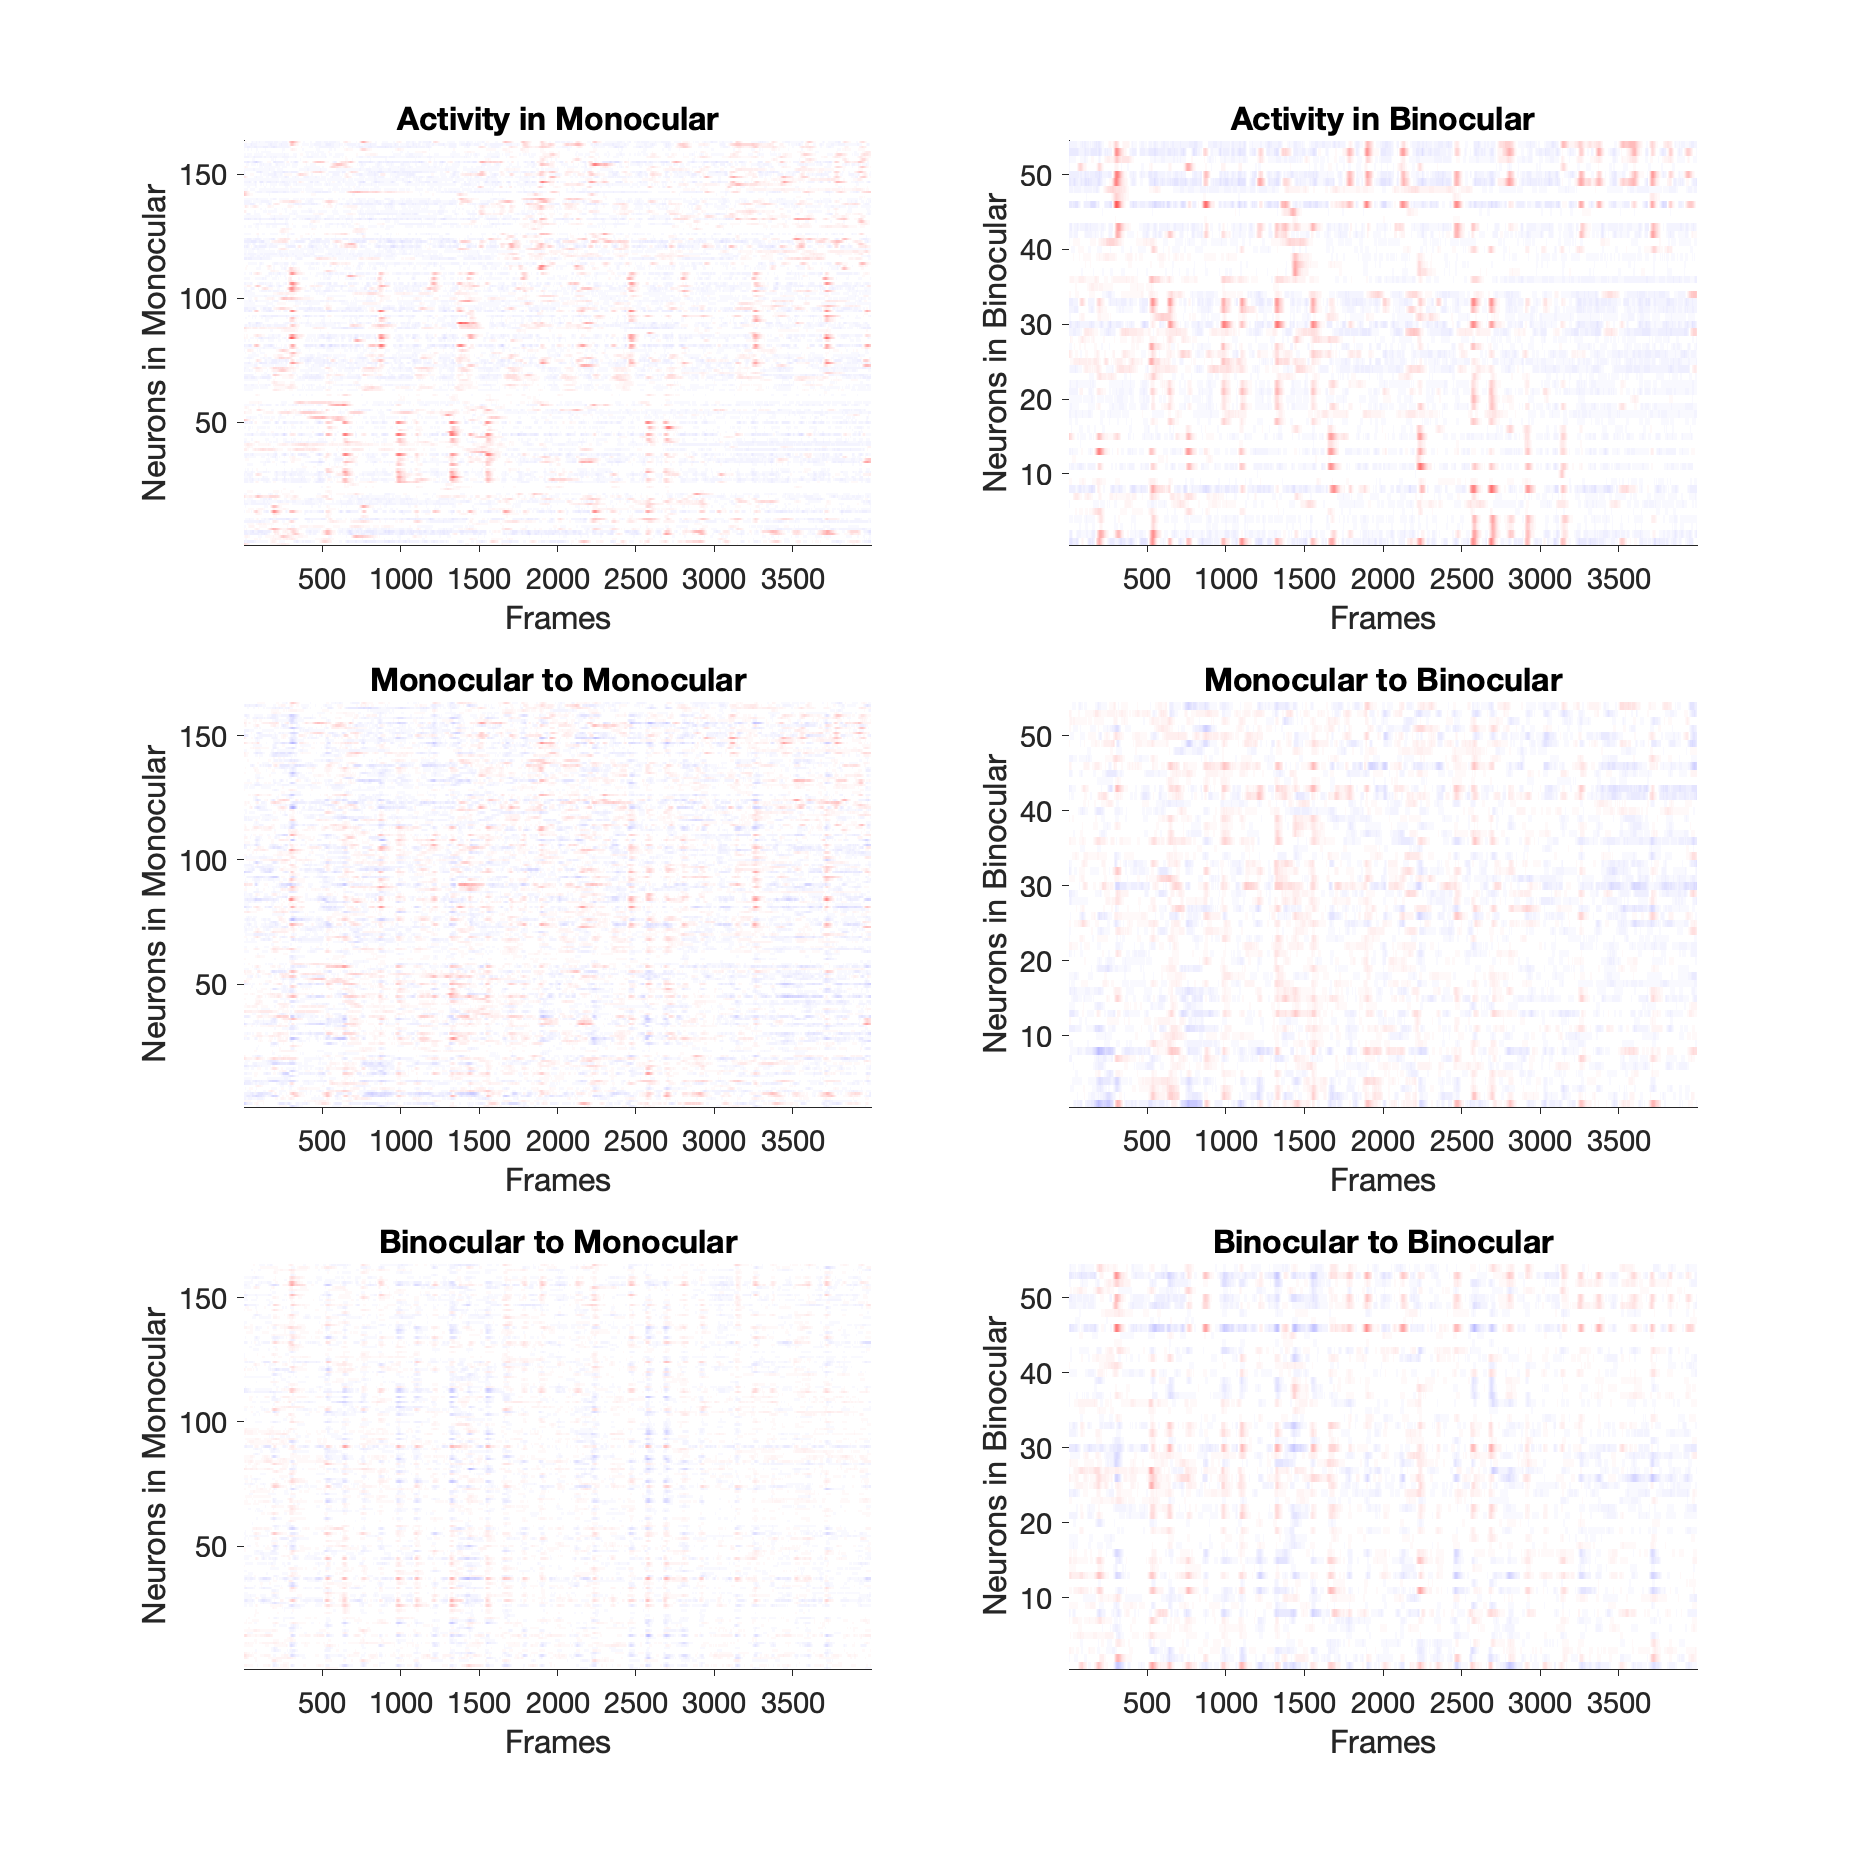 Activity in Monocular
Neurons in Monocular
150
100
50
500 1000 1500 2000 2500 3000 3500
Frames
Activity in Binocular
Neurons in Binocular
50
40
30
20
10
500 1000 1500 2000 2500 3000 3500
Frames
Monocular to Monocular
Neurons in Monocular
150
100
50
500 1000 1500 2000 2500 3000 3500
Frames
Monocular to Binocular
Neurons in Binocular
50
40
30
20
10
500 1000 1500 2000 2500 3000 3500
Frames
Binocular to Monocular
Neurons in Monocular
150
100
50
500 1000 1500 2000 2500 3000 3500
Frames
Binocular to Binocular
Neurons in Binocular
50
40
30
20
10
500 1000 1500 2000 2500 3000 3500
Frames